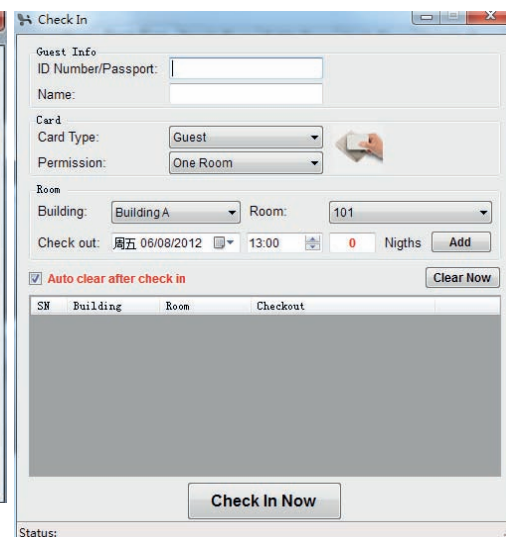 Check In
Guest Info
ID Number/Passport:
Name:
Card
Card Type: Guest
Permission: One Room
Room
Building: Building A Room: 101
Check out: 周五 06/08/2012 13:00 0 Nigths Add
Auto clear after check in Clear Now
SN Building Room Checkout
Check In Now
Status: